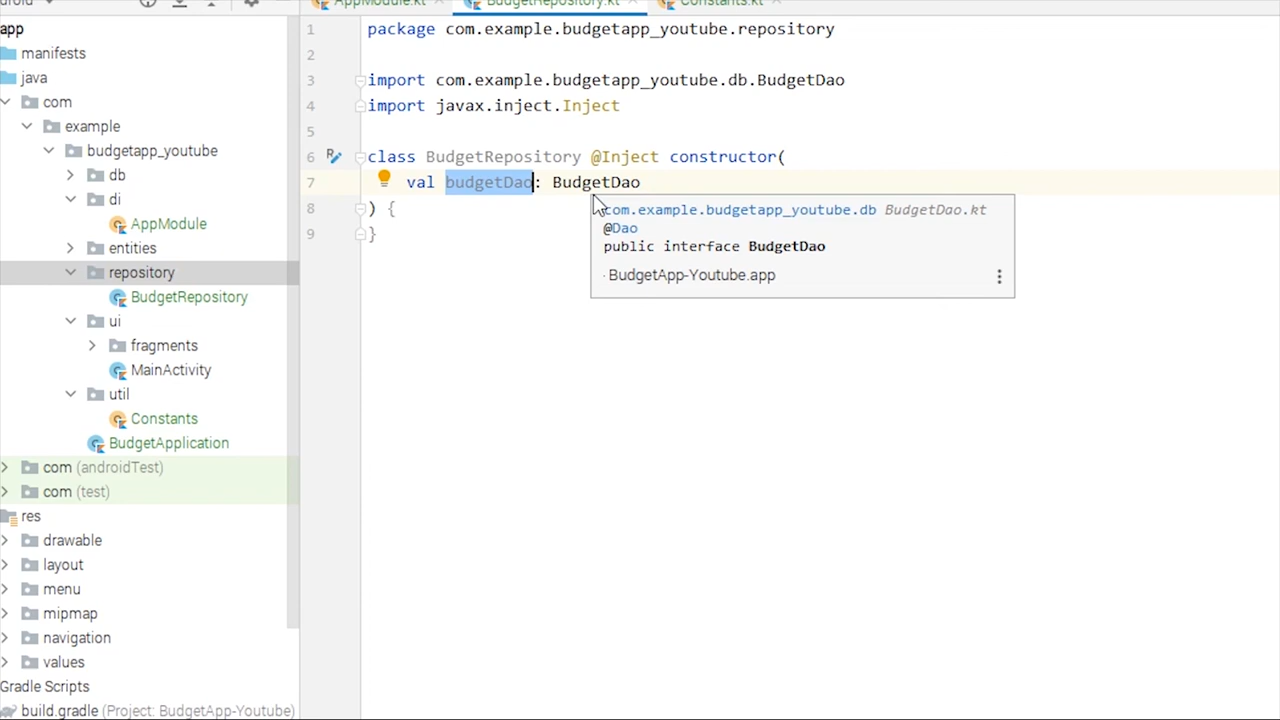 AppModule.kt
BudgetRepository.kt
Constants.kt
app
manifests
java
com
example
budgetapp_youtube
db
di
AppModule
entities
repository
BudgetRepository
ui
fragments
MainActivity
util
Constants
BudgetApplication
com (androidTest)
com (test)
res
drawable
layout
menu
mipmap
navigation
values
Gradle Scripts
build.gradle (Project: BudgetApp-Youtube)
1 package com.example.budgetapp_youtube.repository
2
3 import com.example.budgetapp_youtube.db.BudgetDao
4 import javax.inject.Inject
5
6 class BudgetRepository @Inject constructor(
7 val budgetDao: BudgetDao
8 ) {
9 }
com.example.budgetapp_youtube.db BudgetDao.kt
@Dao
public interface BudgetDao
BudgetApp-Youtube.app